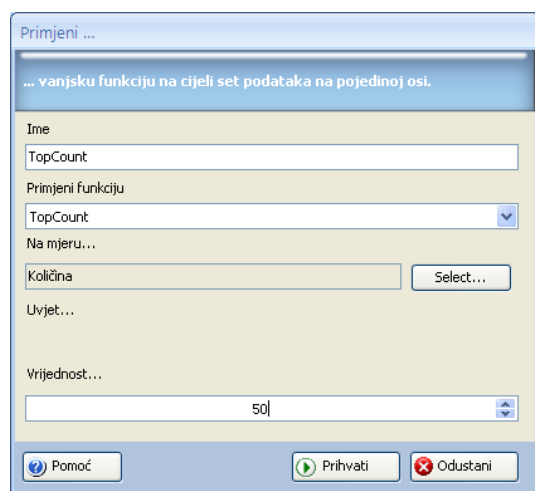 Primjeni ...
... vanjsku funkciju na cijeli set podataka na pojedinoj osi.
Ime
TopCount
Primjeni funkciju
TopCount
Na mjeru...
Količina
Select...
Uvjet...
Vrijednost...
50
Pomoć
Prihvati
Odustani